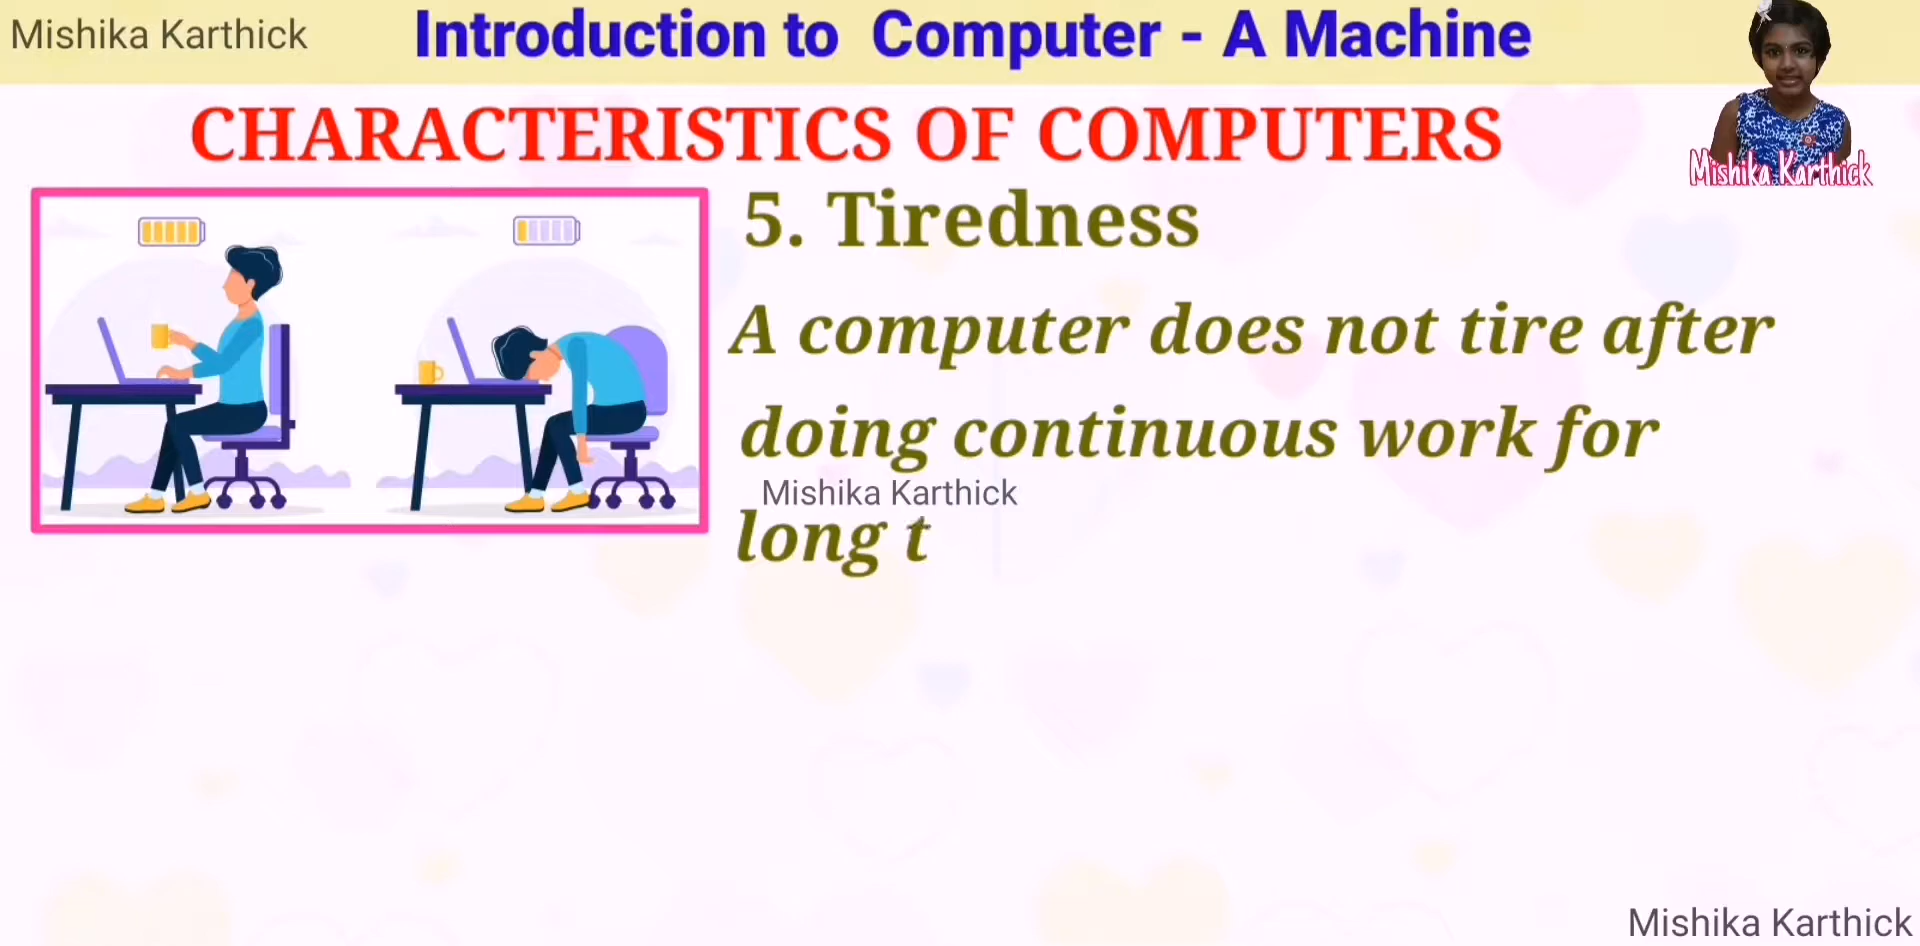 Mishika Karthick
Introduction to Computer - A Machine
CHARACTERISTICS OF COMPUTERS
Mishika Karthick
5. Tiredness
A computer does not tire after
doing continuous work for
Mishika Karthick
long t
Mishika Karthick